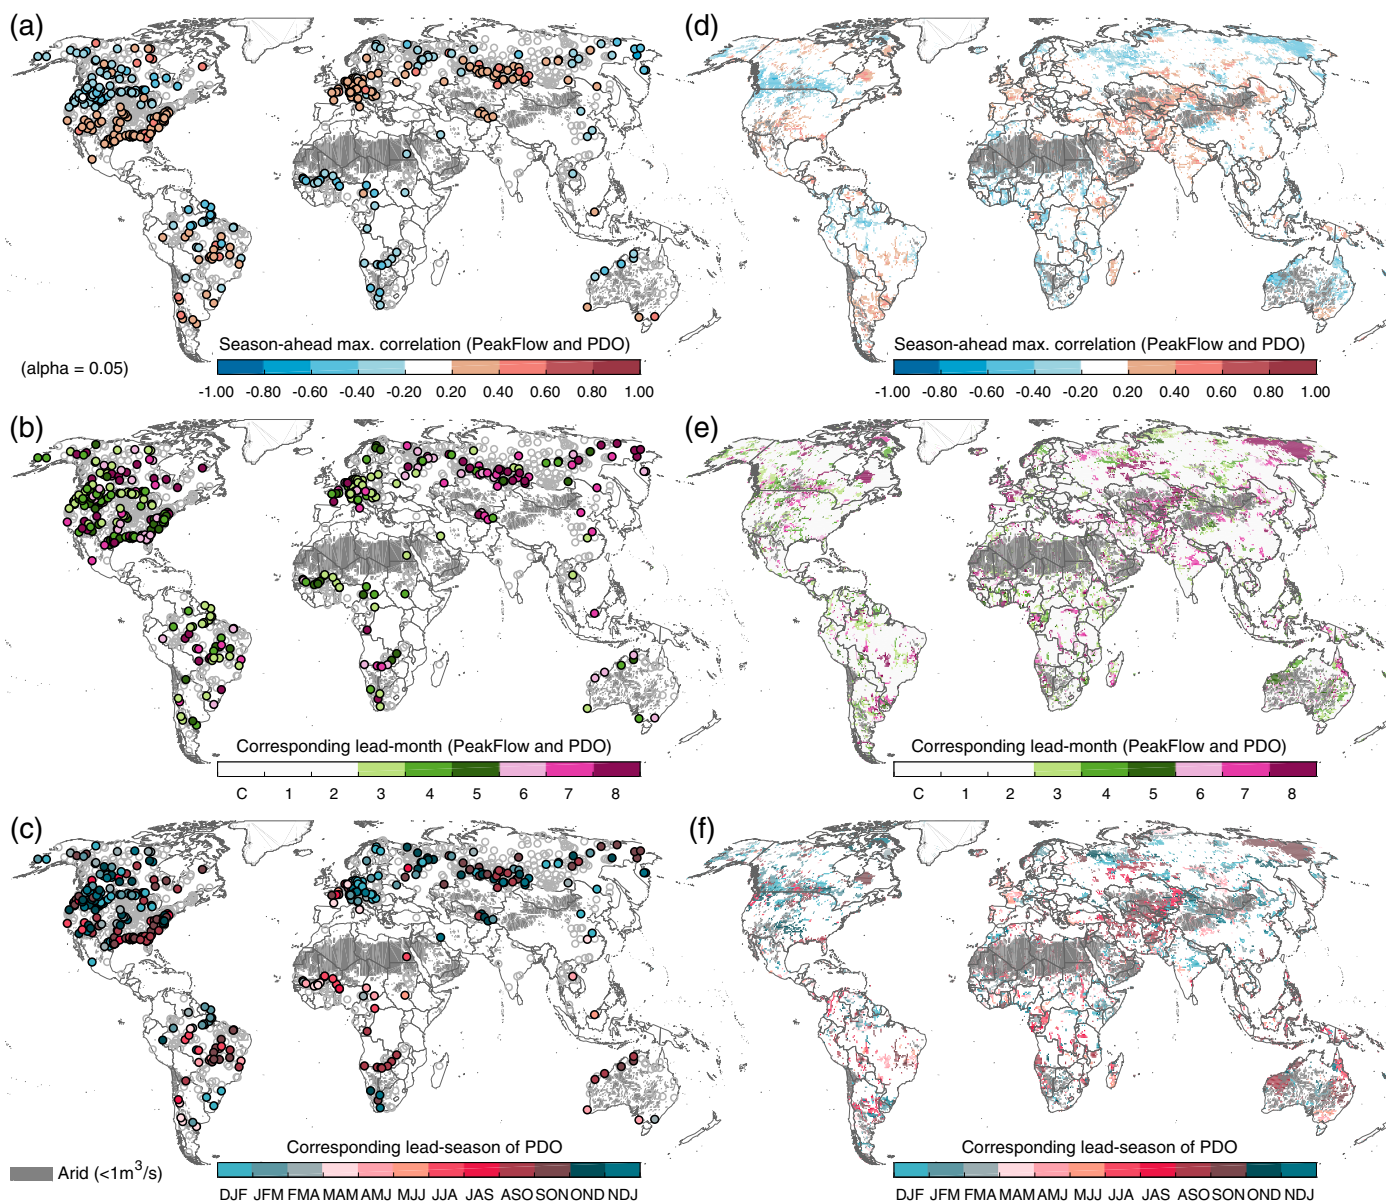 (a)
(d)
Season-ahead max. correlation (PeakFlow and PDO)
(alpha = 0.05)
-1.00 -0.80 -0.60 -0.40 -0.20 0.20 0.40 0.60 0.80 1.00
Season-ahead max. correlation (PeakFlow and PDO)
-1.00 -0.80 -0.60 -0.40 -0.20 0.20 0.40 0.60 0.80 1.00
(b)
(e)
Corresponding lead-month (PeakFlow and PDO)
C 1 2 3 4 5 6 7 8
Corresponding lead-month (PeakFlow and PDO)
C 1 2 3 4 5 6 7 8
(c)
(f)
Corresponding lead-season of PDO
Arid (<1m³/s)
DJF JFM FMA MAM AMJ MJJ JJA JAS ASO SON OND NDJ
Corresponding lead-season of PDO
DJF JFM FMA MAM AMJ MJJ JJA JAS ASO SON OND NDJ